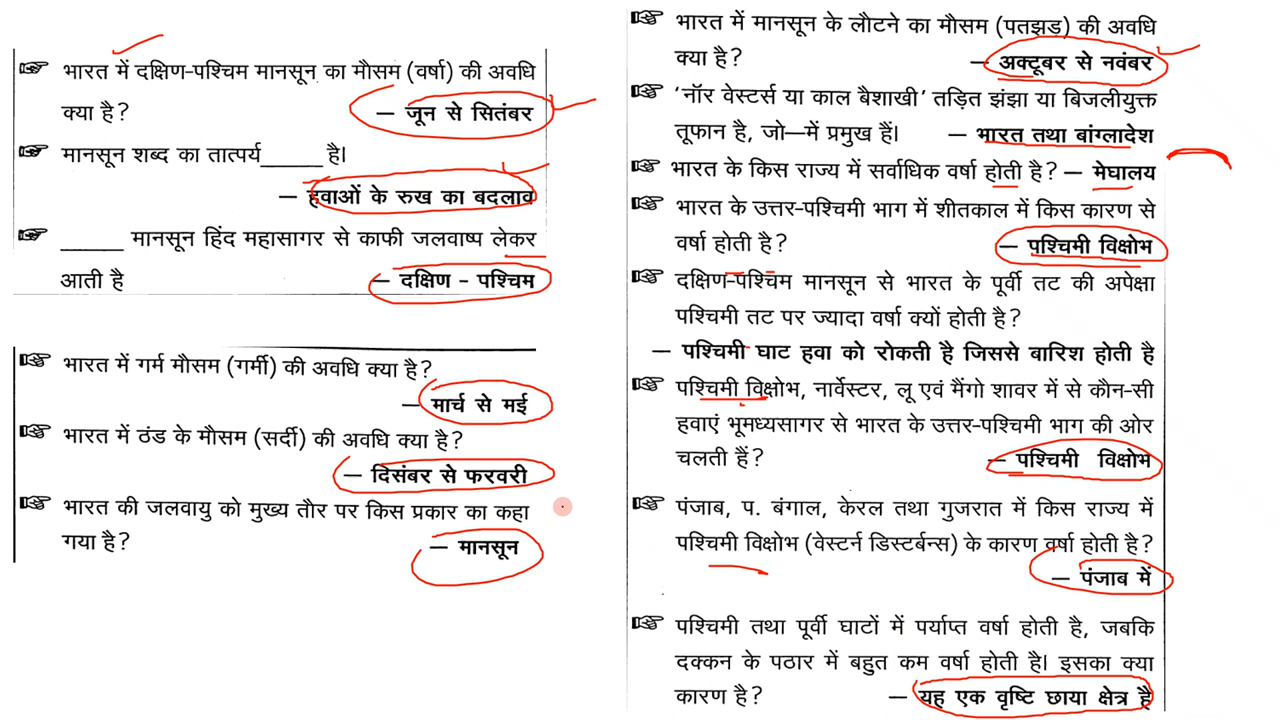 भारत में दक्षिण-पश्चिम मानसून का मौसम (वर्षा) की अवधि
क्या है?
– जून से सितंबर
मानसून शब्द का तात्पर्य______ है।
– हवाओं के रुख का बदलाव
______ मानसून हिंद महासागर से काफी जलवाष्प लेकर
आती है
– दक्षिण - पश्चिम
भारत में गर्म मौसम (गर्मी) की अवधि क्या है?
– मार्च से मई
भारत में ठंड के मौसम (सर्दी) की अवधि क्या है?
– दिसंबर से फरवरी
भारत की जलवायु को मुख्य तौर पर किस प्रकार का कहा
गया है?
– मानसून
भारत में मानसून के लौटने का मौसम (पतझड) की अवधि
क्या है?
– अक्टूबर से नवंबर
‘नॉर वेस्टर्स या काल बैशाखी’ तड़ित झंझा या बिजलीयुक्त
तूफान है, जो—में प्रमुख हैं। – भारत तथा बांग्लादेश
भारत के किस राज्य में सर्वाधिक वर्षा होती है? – मेघालय
भारत के उत्तर-पश्चिमी भाग में शीतकाल में किस कारण से
वर्षा होती है? – पश्चिमी विक्षोभ
दक्षिण-पश्चिम मानसून से भारत के पूर्वी तट की अपेक्षा
पश्चिमी तट पर ज्यादा वर्षा क्यों होती है?
– पश्चिमी घाट हवा को रोकती है जिससे बारिश होती है
पश्चिमी विक्षोभ, नार्वेस्टर, लू एवं मैंगो शावर में से कौन-सी
हवाएं भूमध्यसागर से भारत के उत्तर-पश्चिमी भाग की ओर
चलती हैं? – पश्चिमी विक्षोभ
पंजाब, प. बंगाल, केरल तथा गुजरात में किस राज्य में
पश्चिमी विक्षोभ (वेस्टर्न डिस्टर्बन्स) के कारण वर्षा होती है?
– पंजाब में
पश्चिमी तथा पूर्वी घाटों में पर्याप्त वर्षा होती है, जबकि
दक्कन के पठार में बहुत कम वर्षा होती है। इसका क्या
कारण है? – यह एक वृष्टि छाया क्षेत्र है